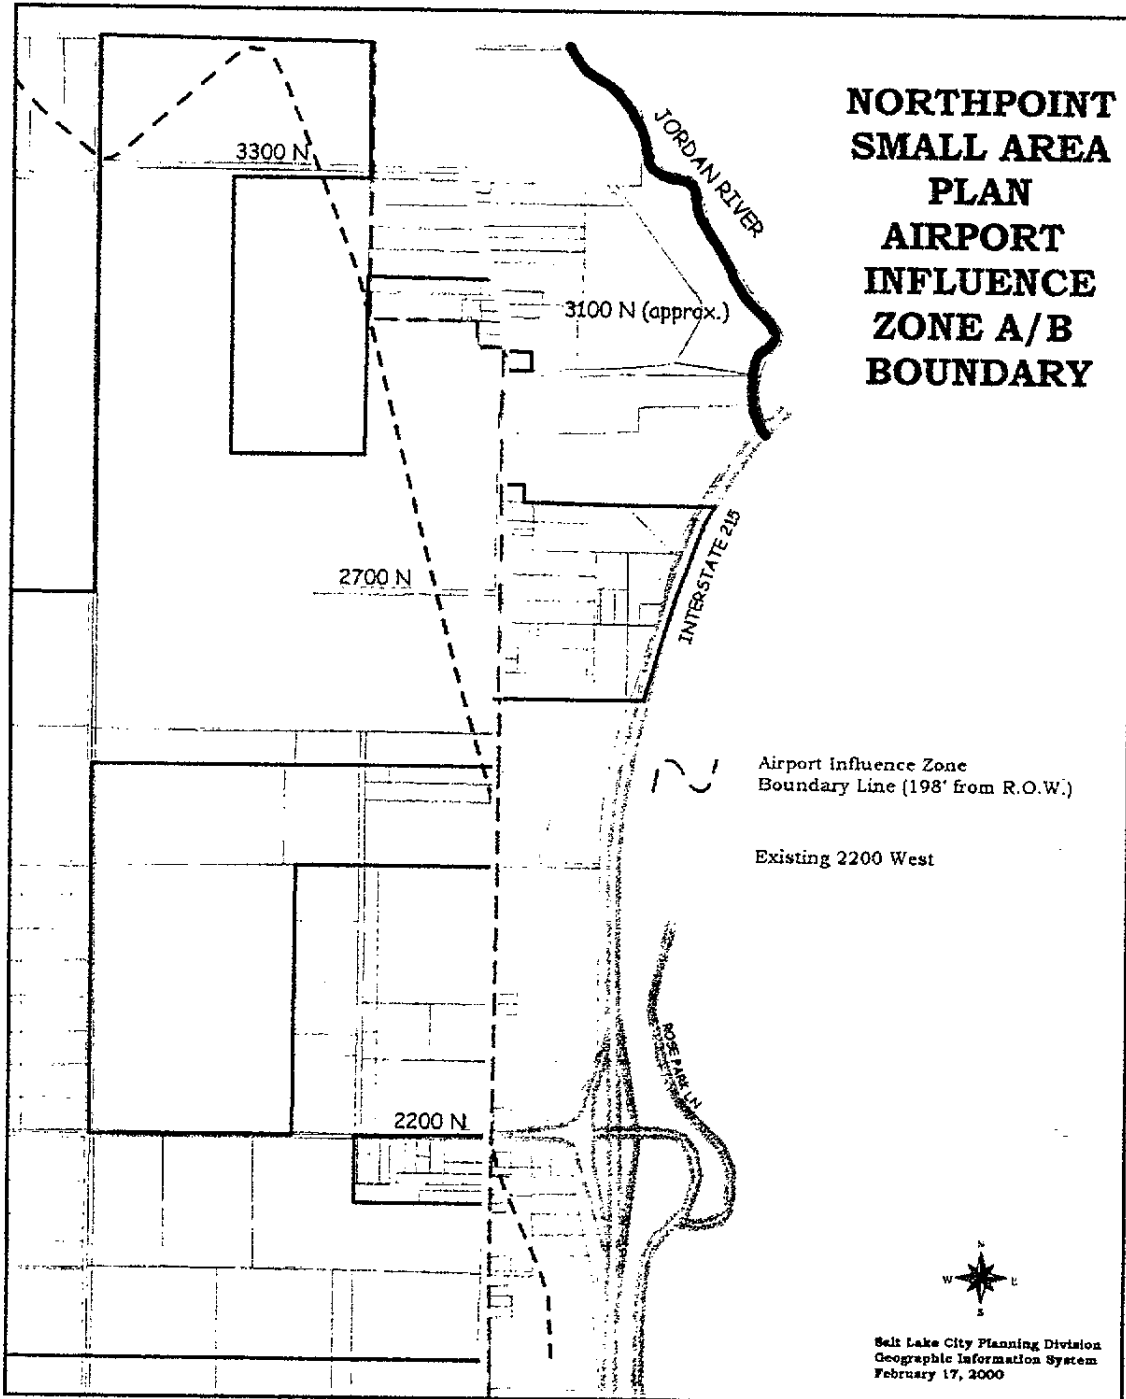 NORTHPOINT
SMALL AREA
PLAN
AIRPORT
INFLUENCE
ZONE A/B
BOUNDARY
JORDAN RIVER
3300 N
3100 N (approx.)
2700 N
INTERSTATE 215
Airport Influence Zone
Boundary Line (198' from R.O.W.)
Existing 2200 West
ROSE PARK LN
2200 N
N
W
E
S
Salt Lake City Planning Division
Geographic Information System
February 17, 2000